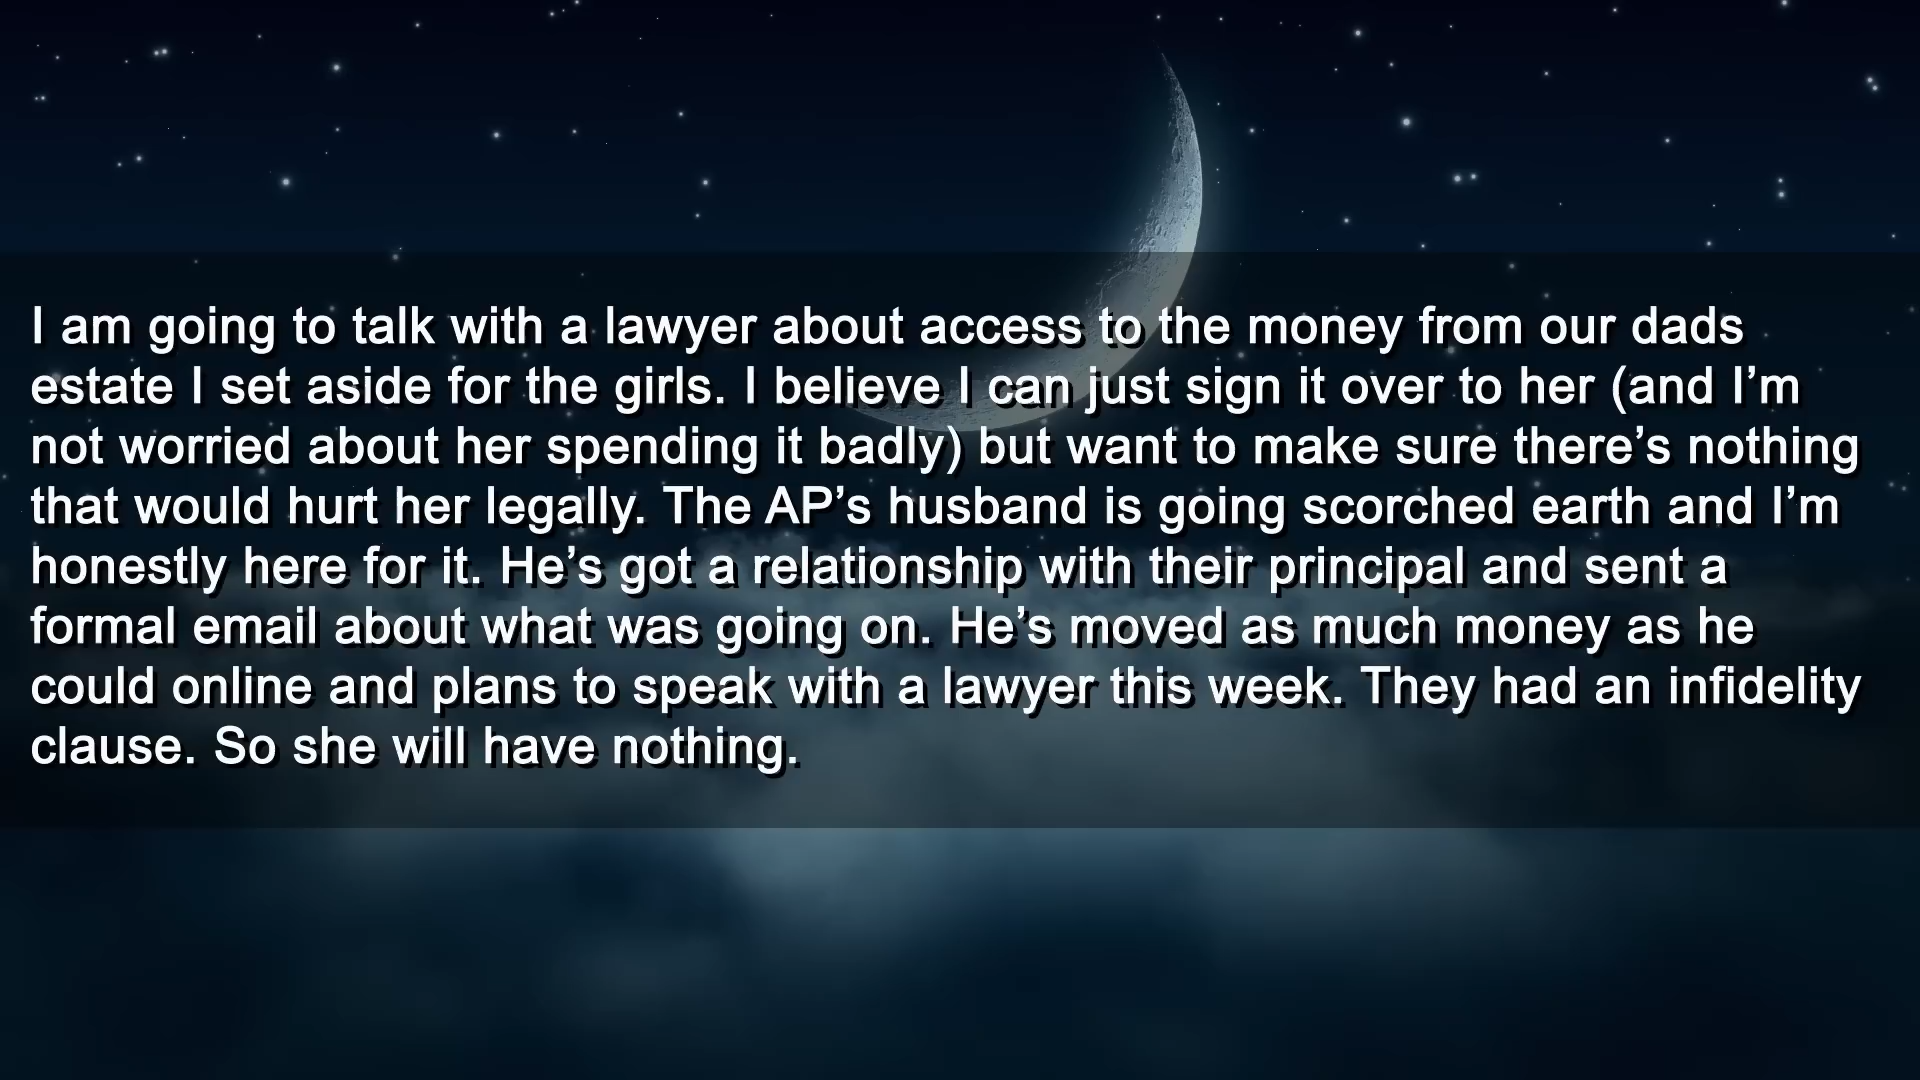 I am going to talk with a lawyer about access to the money from our dads
estate I set aside for the girls. I believe I can just sign it over to her (and I’m
not worried about her spending it badly) but want to make sure there’s nothing
that would hurt her legally. The AP’s husband is going scorched earth and I’m
honestly here for it. He’s got a relationship with their principal and sent a
formal email about what was going on. He’s moved as much money as he
could online and plans to speak with a lawyer this week. They had an infidelity
clause. So she will have nothing.